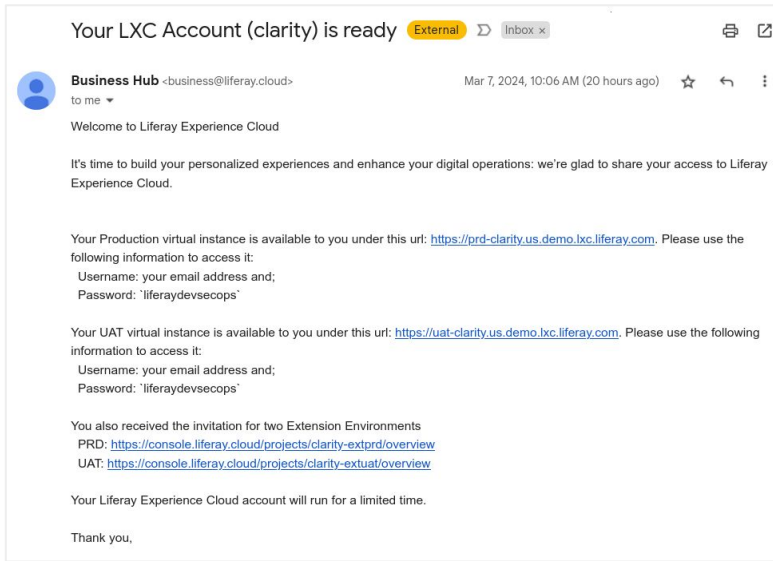 Your LXC Account (clarity) is ready External Inbox ×
Business Hub <business@liferay.cloud> Mar 7, 2024, 10:06 AM (20 hours ago)
to me
Welcome to Liferay Experience Cloud
It's time to build your personalized experiences and enhance your digital operations: we're glad to share your access to Liferay
Experience Cloud.
Your Production virtual instance is available to you under this url: https://prd-clarity.us.demo.lxc.liferay.com. Please use the
following information to access it:
Username: your email address and;
Password: `liferaydevsecops`
Your UAT virtual instance is available to you under this url: https://uat-clarity.us.demo.lxc.liferay.com. Please use the following
information to access it:
Username: your email address and;
Password: `liferaydevsecops`
You also received the invitation for two Extension Environments
PRD: https://console.liferay.cloud/projects/clarity-extprd/overview
UAT: https://console.liferay.cloud/projects/clarity-extuat/overview
Your Liferay Experience Cloud account will run for a limited time.
Thank you,